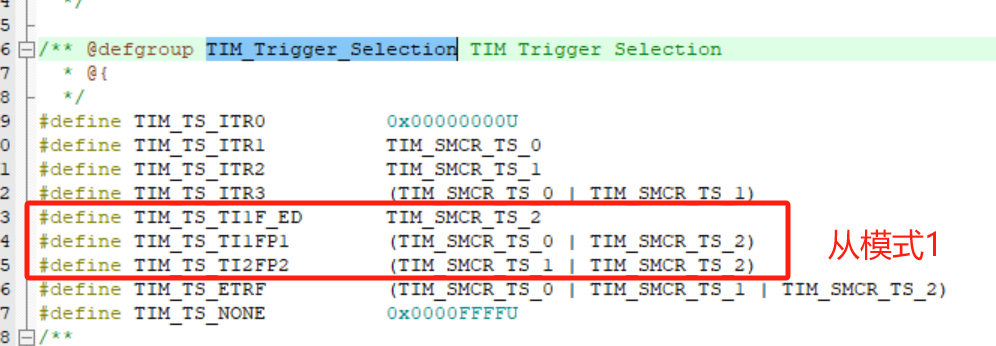 */
5
6 /** @defgroup TIM_Trigger_Selection TIM Trigger Selection
7 * @{
8 */
9 #define TIM_TS_ITR0 0x00000000U
0 #define TIM_TS_ITR1 TIM_SMCR_TS_0
1 #define TIM_TS_ITR2 TIM_SMCR_TS_1
2 #define TIM_TS_ITR3 (TIM_SMCR_TS_0 | TIM_SMCR_TS_1)
3 #define TIM_TS_TI1F_ED TIM_SMCR_TS_2
4 #define TIM_TS_TI1FP1 (TIM_SMCR_TS_0 | TIM_SMCR_TS_2)
5 #define TIM_TS_TI2FP2 (TIM_SMCR_TS_1 | TIM_SMCR_TS_2)
从模式1
6 #define TIM_TS_ETRF (TIM_SMCR_TS_0 | TIM_SMCR_TS_1 | TIM_SMCR_TS_2)
7 #define TIM_TS_NONE 0x0000FFFFU
8 /**